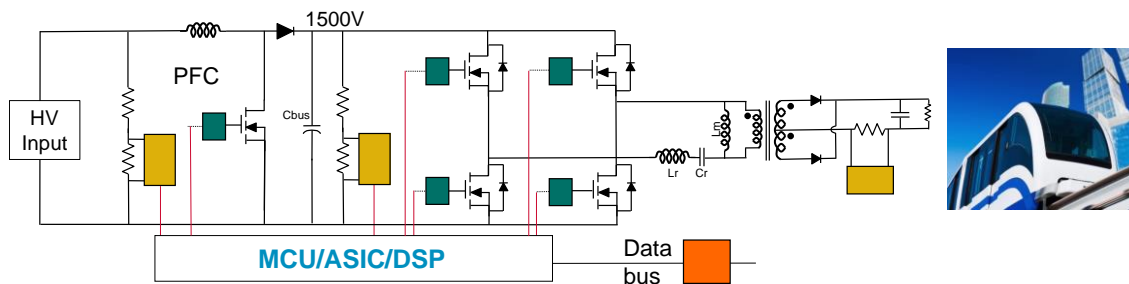 1500V
PFC
HV
Input
Cbus
Lm
Lr
Cr
MCU/ASIC/DSP
Data
bus